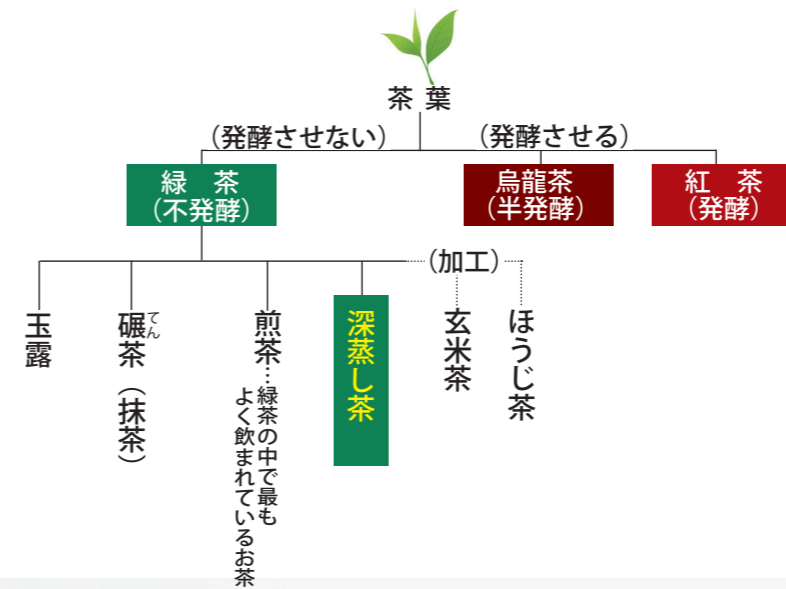 茶葉
（発酵させない）
（発酵させる）
緑　茶
（不発酵）
烏龍茶
（半発酵）
紅　茶
（発酵）
（加工）
玉露
碾茶（抹茶）
てん
煎茶…緑茶の中で最も
よく飲まれているお茶
深蒸し茶
玄米茶
ほうじ茶